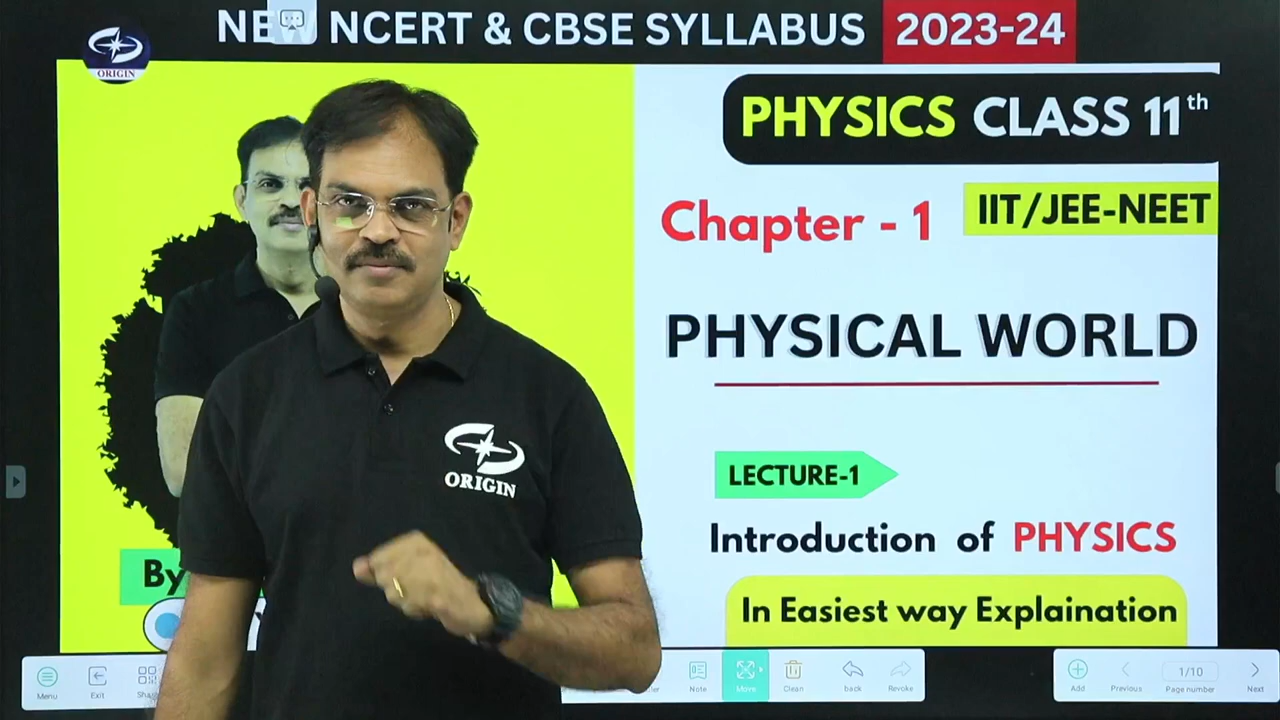 NEW NCERT & CBSE SYLLABUS 2023-24
ORIGIN
PHYSICS CLASS 11th
Chapter - 1
IIT/JEE-NEET
PHYSICAL WORLD
LECTURE-1
Introduction of PHYSICS
In Easiest way Explaination
ORIGIN
By
Menu
Exit
Note
Move
Clean
back
Revoke
Add
Previous
1/10
Page number
Next